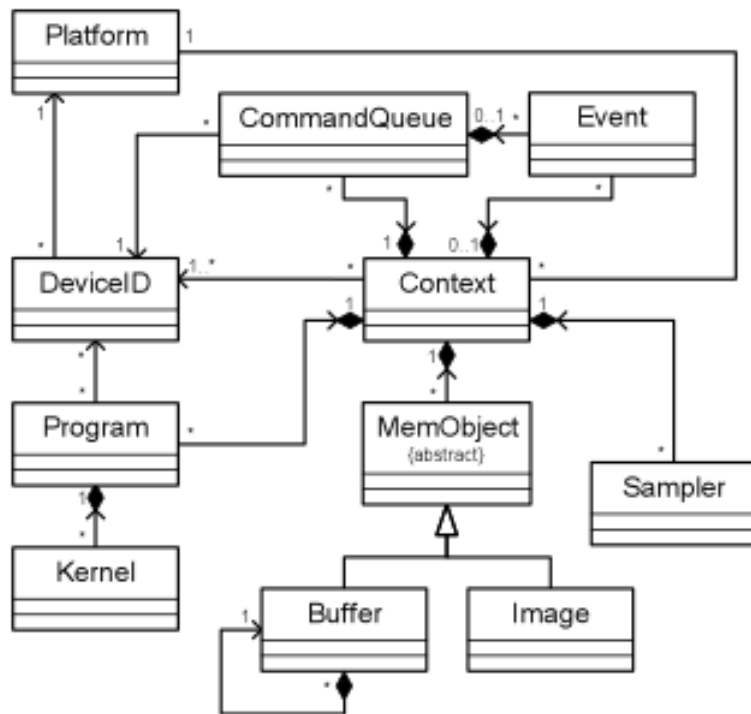 Platform
1
1
*
CommandQueue
0..1
*
Event
*
*
1
0..1
*
1
*
DeviceID
1..*
*
Context
*
1
1
1
*
*
*
Program
*
MemObject
{abstract}
*
Sampler
1
*
Kernel
1
Buffer
Image
*